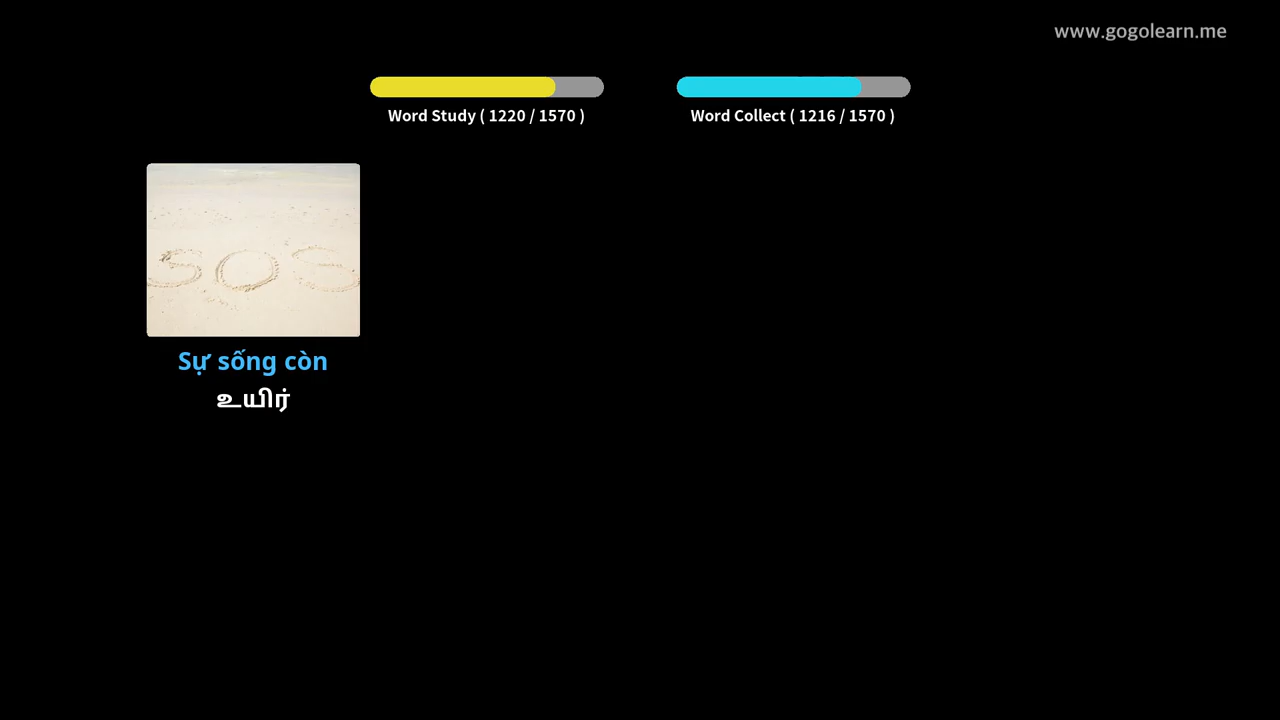 www.gogolearn.me
Word Study ( 1220 / 1570 )
Word Collect ( 1216 / 1570 )
SOS
Sự sống còn
உயிர்